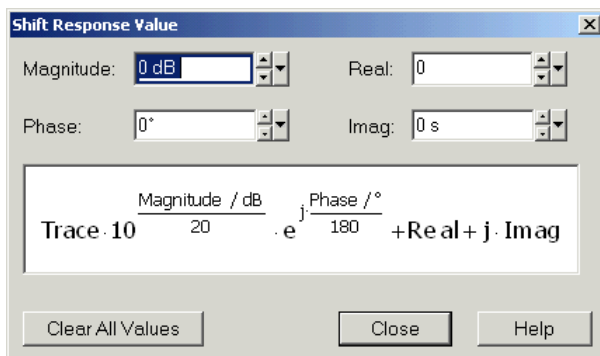 Shift Response Value
Magnitude: 0 dB Real: 0
Phase: 0° Imag: 0 s
Trace · 10^(Magnitude / dB / 20) · e^(j· Phase / ° / 180) +Real+ j · Imag
Clear All Values Close Help